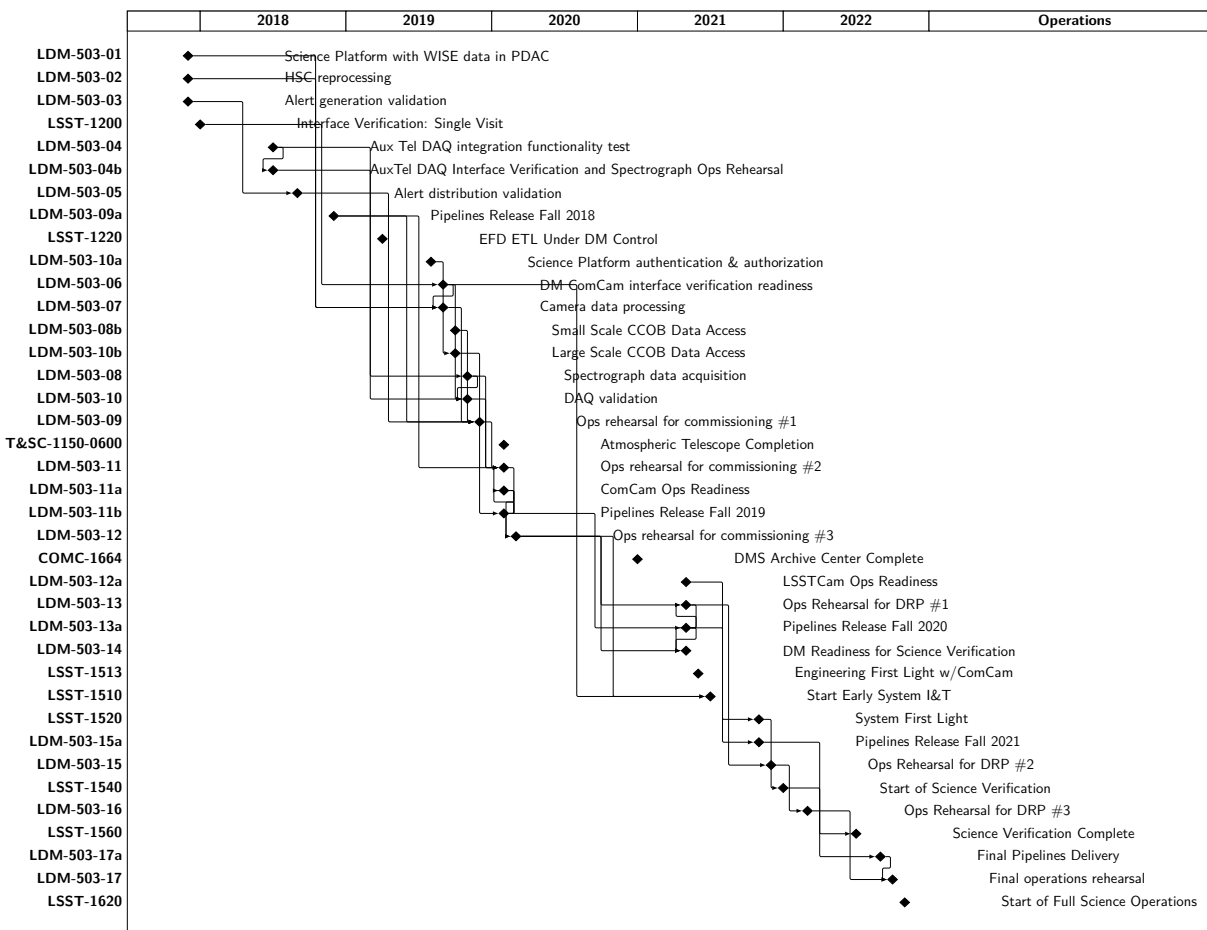 2018 2019 2020 2021 2022 Operations
LDM-503-01 Science Platform with WISE data in PDAC
LDM-503-02 HSC reprocessing
LDM-503-03 Alert generation validation
LSST-1200 Interface Verification: Single Visit
LDM-503-04 Aux Tel DAQ integration functionality test
LDM-503-04b AuxTel DAQ Interface Verification and Spectrograph Ops Rehearsal
LDM-503-05 Alert distribution validation
LDM-503-09a Pipelines Release Fall 2018
LSST-1220 EFD ETL Under DM Control
LDM-503-10a Science Platform authentication & authorization
LDM-503-06 DM ComCam interface verification readiness
LDM-503-07 Camera data processing
LDM-503-08b Small Scale CCOB Data Access
LDM-503-10b Large Scale CCOB Data Access
LDM-503-08 Spectrograph data acquisition
LDM-503-10 DAQ validation
LDM-503-09 Ops rehearsal for commissioning #1
T&SC-1150-0600 Atmospheric Telescope Completion
LDM-503-11 Ops rehearsal for commissioning #2
LDM-503-11a ComCam Ops Readiness
LDM-503-11b Pipelines Release Fall 2019
LDM-503-12 Ops rehearsal for commissioning #3
COMC-1664 DMS Archive Center Complete
LDM-503-12a LSSTCam Ops Readiness
LDM-503-13 Ops Rehearsal for DRP #1
LDM-503-13a Pipelines Release Fall 2020
LDM-503-14 DM Readiness for Science Verification
LSST-1513 Engineering First Light w/ComCam
LSST-1510 Start Early System I&T
LSST-1520 System First Light
LDM-503-15a Pipelines Release Fall 2021
LDM-503-15 Ops Rehearsal for DRP #2
LSST-1540 Start of Science Verification
LDM-503-16 Ops Rehearsal for DRP #3
LSST-1560 Science Verification Complete
LDM-503-17a Final Pipelines Delivery
LDM-503-17 Final operations rehearsal
LSST-1620 Start of Full Science Operations